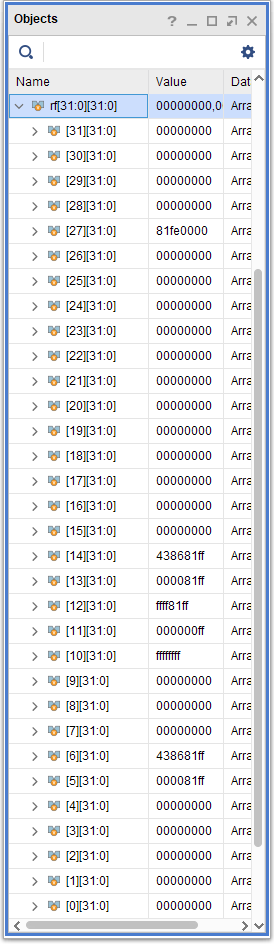 Objects
Name Value Dat
rf[31:0][31:0] 00000000,0 Arra
[31][31:0] 00000000 Arra
[30][31:0] 00000000 Arra
[29][31:0] 00000000 Arra
[28][31:0] 00000000 Arra
[27][31:0] 81fe0000 Arra
[26][31:0] 00000000 Arra
[25][31:0] 00000000 Arra
[24][31:0] 00000000 Arra
[23][31:0] 00000000 Arra
[22][31:0] 00000000 Arra
[21][31:0] 00000000 Arra
[20][31:0] 00000000 Arra
[19][31:0] 00000000 Arra
[18][31:0] 00000000 Arra
[17][31:0] 00000000 Arra
[16][31:0] 00000000 Arra
[15][31:0] 00000000 Arra
[14][31:0] 438681ff Arra
[13][31:0] 000081ff Arra
[12][31:0] ffff81ff Arra
[11][31:0] 000000ff Arra
[10][31:0] ffffffff Arra
[9][31:0] 00000000 Arra
[8][31:0] 00000000 Arra
[7][31:0] 00000000 Arra
[6][31:0] 438681ff Arra
[5][31:0] 000081ff Arra
[4][31:0] 00000000 Arra
[3][31:0] 00000000 Arra
[2][31:0] 00000000 Arra
[1][31:0] 00000000 Arra
[0][31:0] 00000000 Arra